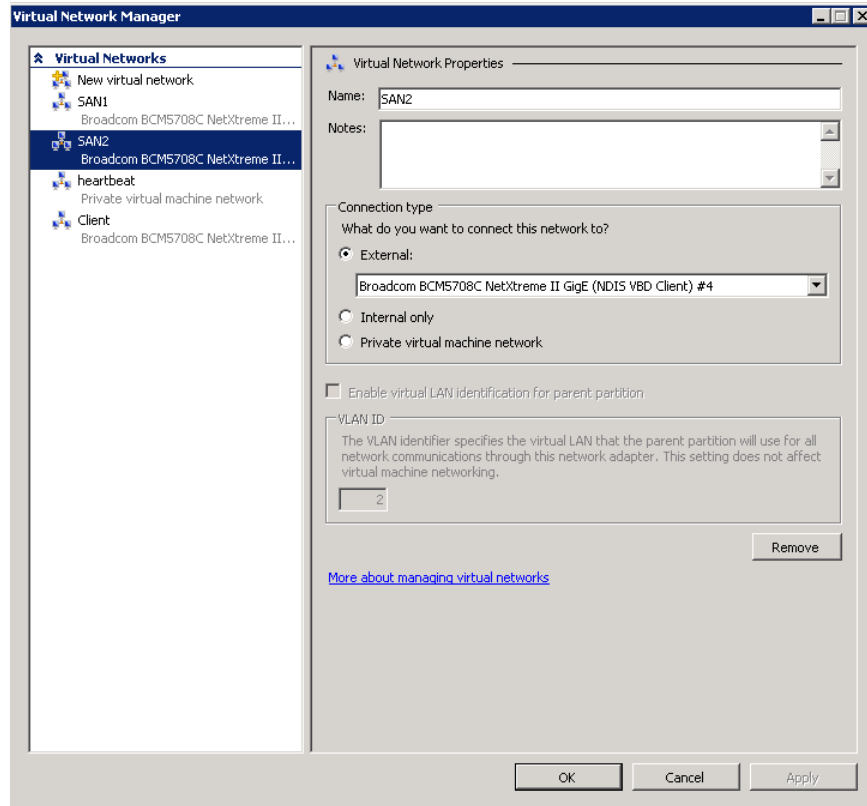 Virtual Network Manager
Virtual Networks
New virtual network
SAN1
Broadcom BCM5708C NetXtreme II...
SAN2
Broadcom BCM5708C NetXtreme II...
heartbeat
Private virtual machine network
Client
Broadcom BCM5708C NetXtreme II...
Virtual Network Properties
Name: SAN2
Notes:
Connection type
What do you want to connect this network to?
External:
Broadcom BCM5708C NetXtreme II GigE (NDIS VBD Client) #4
Internal only
Private virtual machine network
Enable virtual LAN identification for parent partition
VLAN ID
The VLAN identifier specifies the virtual LAN that the parent partition will use for all
network communications through this network adapter. This setting does not affect
virtual machine networking.
2
Remove
More about managing virtual networks
OK Cancel Apply